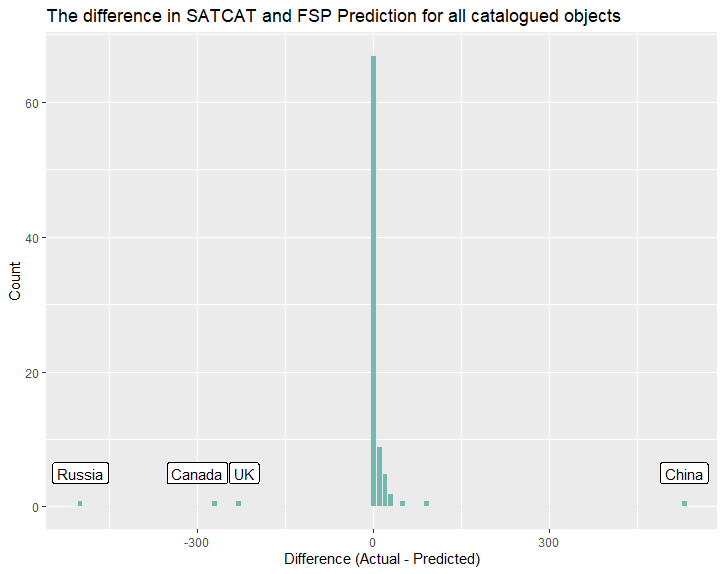 The difference in SATCAT and FSP Prediction for all catalogued objects
Count
60
40
20
0
Russia
Canada
UK
China
-300
0
300
Difference (Actual - Predicted)